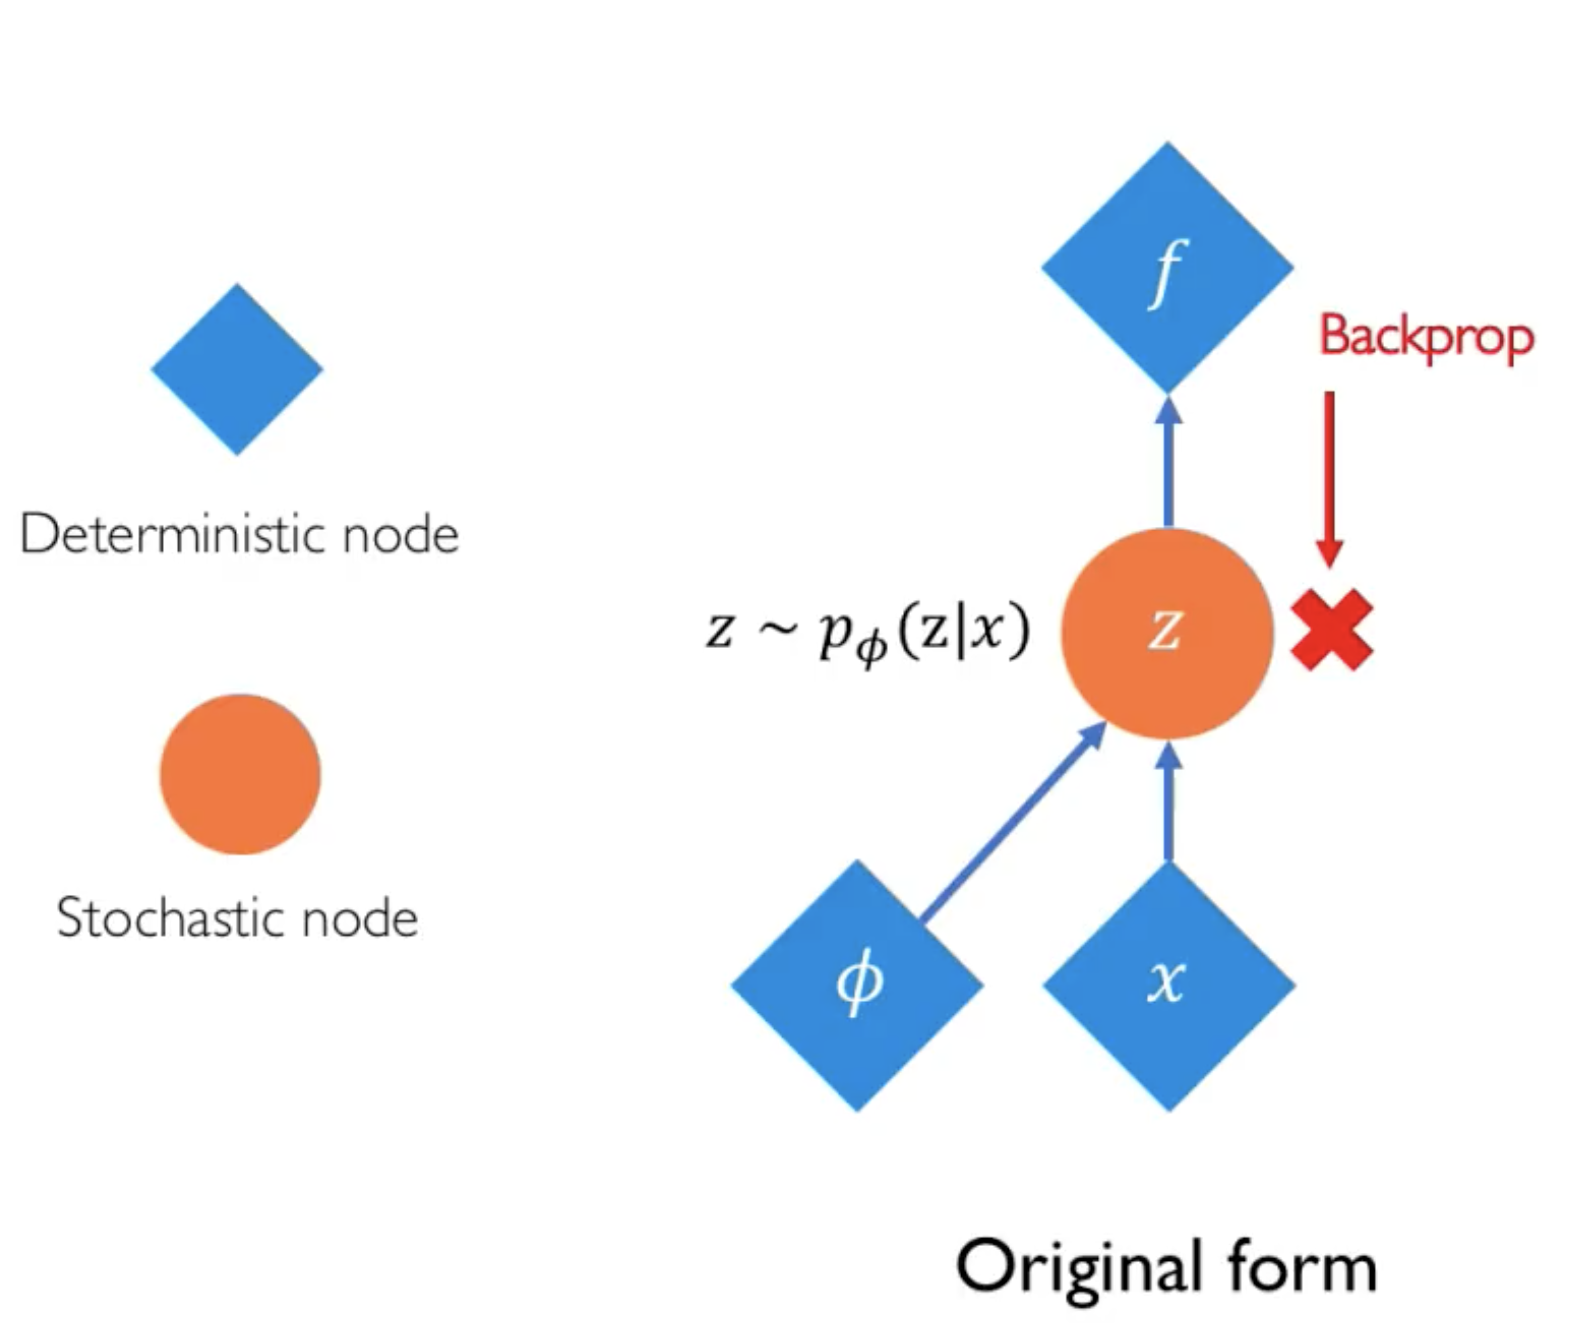 f
Backprop
Deterministic node
z ~ pϕ(z|x)
z
Stochastic node
ϕ
x
Original form